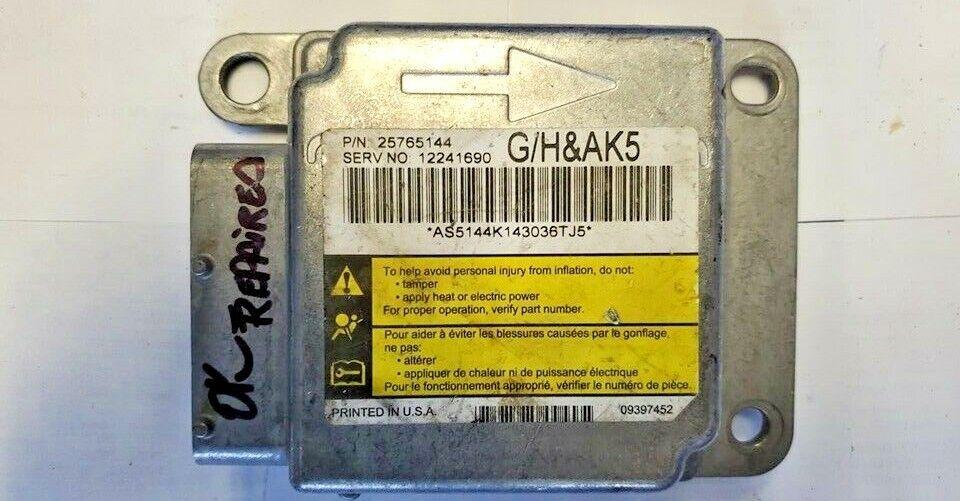 P/N 25765144
SERV NO 12241690
G/H&AK5
*AS5144K143036TJ5*
To help avoid personal injury from inflation, do not:
• tamper
• apply heat or electric power
For proper operation, verify part number.
Pour aider à éviter les blessures causées par le gonflage,
ne pas:
• altérer
• appliquer de chaleur ni de puissance électrique
Pour le fonctionnement approprié, vérifier le numéro de pièce.
PRINTED IN U.S.A.
09397452
OK REPAIRED